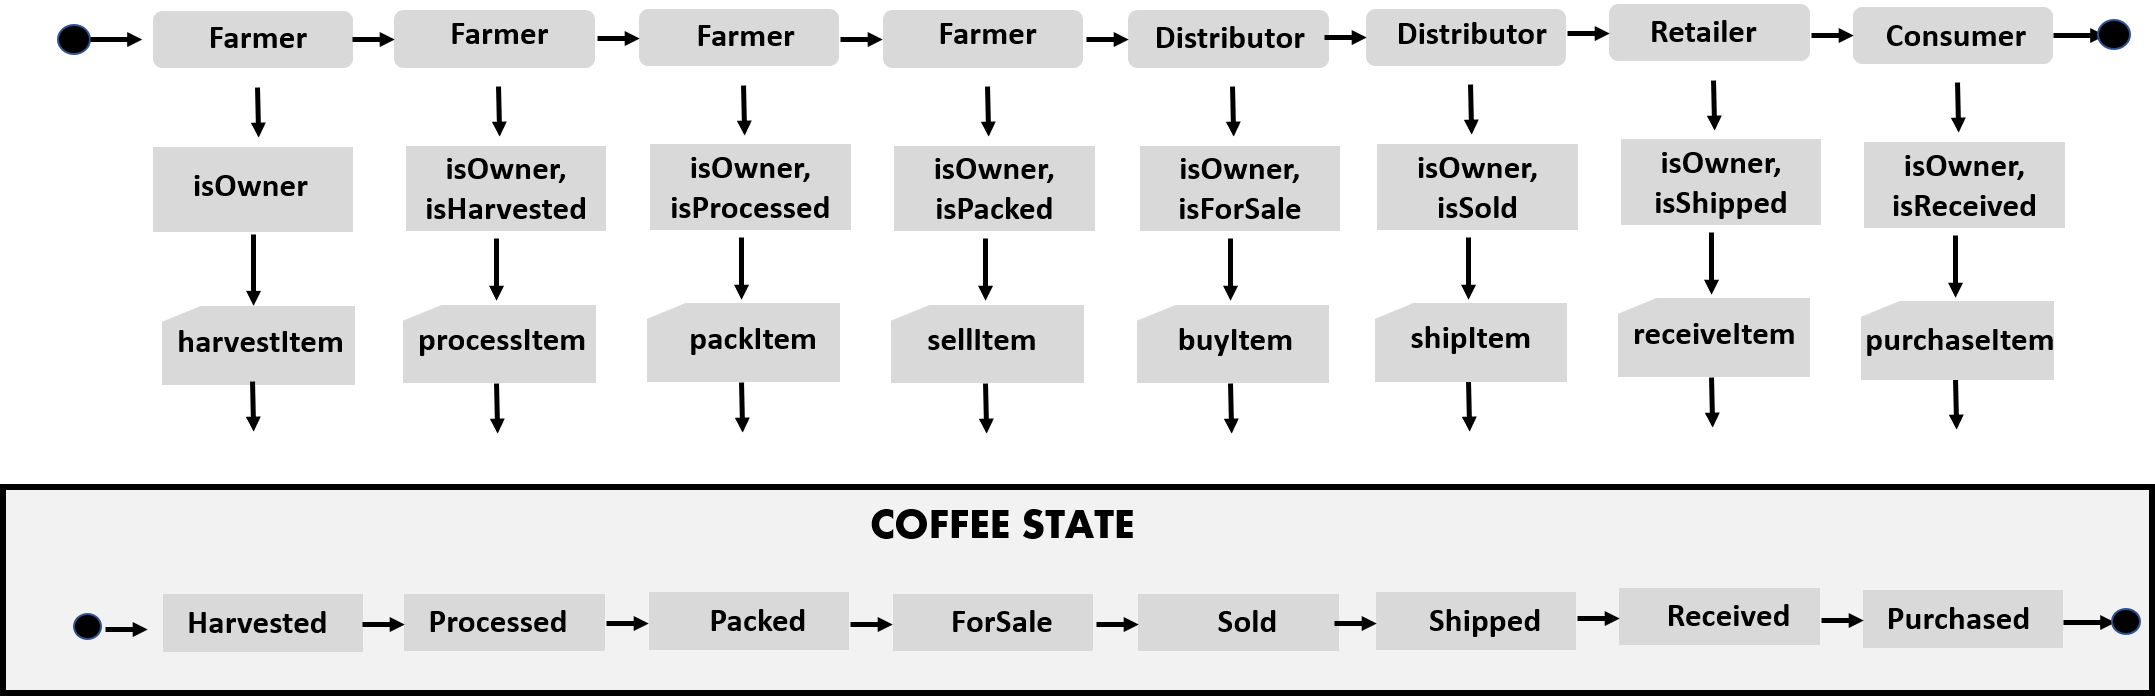 Farmer
Farmer
Farmer
Farmer
Distributor
Distributor
Retailer
Consumer
isOwner
isOwner,
isHarvested
isOwner,
isProcessed
isOwner,
isPacked
isOwner,
isForSale
isOwner,
isSold
isOwner,
isShipped
isOwner,
isReceived
harvestItem
processItem
packItem
sellItem
buyItem
shipItem
receiveItem
purchaseItem
COFFEE STATE
Harvested
Processed
Packed
ForSale
Sold
Shipped
Received
Purchased